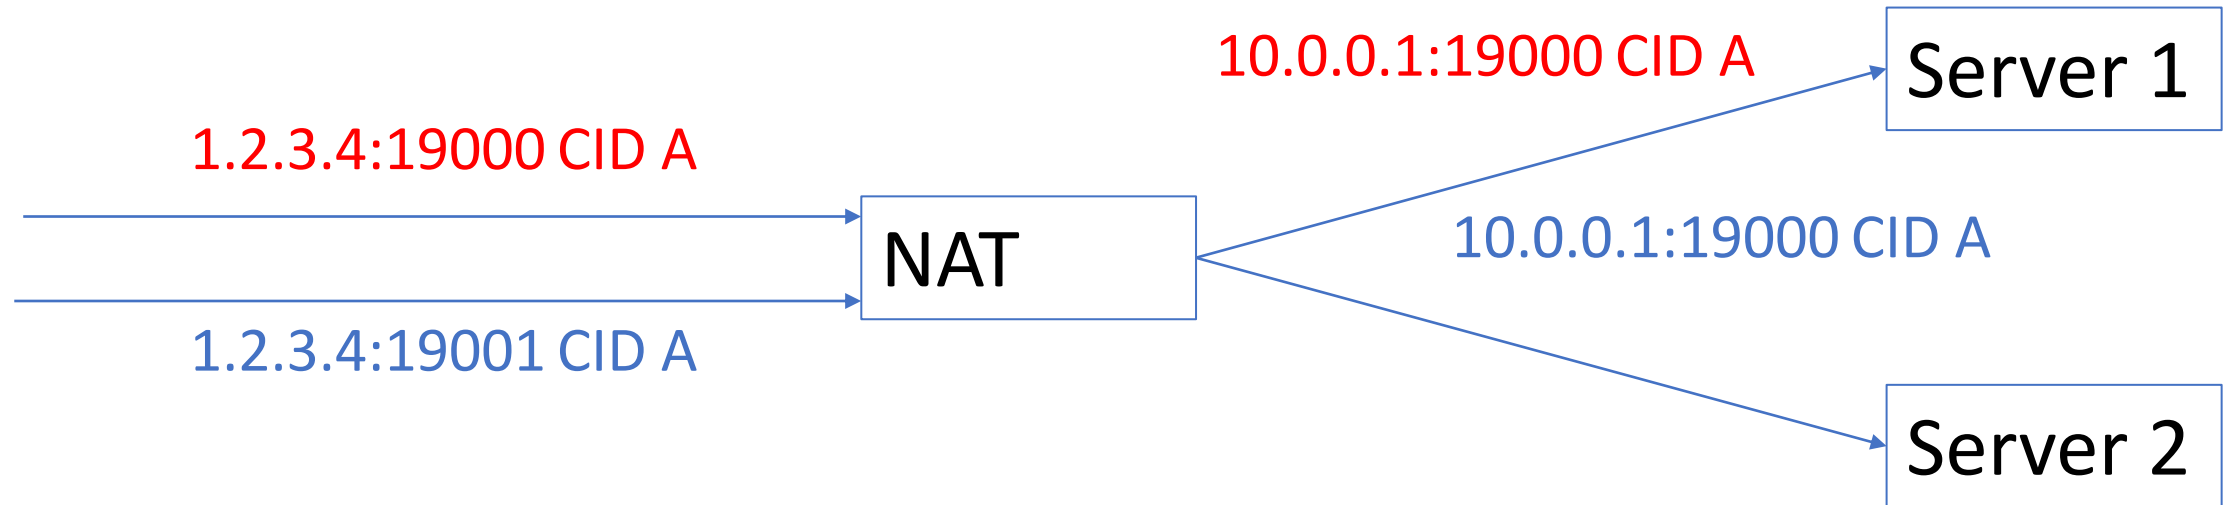 10.0.0.1:19000 CID A
Server 1
1.2.3.4:19000 CID A
NAT
10.0.0.1:19000 CID A
1.2.3.4:19001 CID A
Server 2